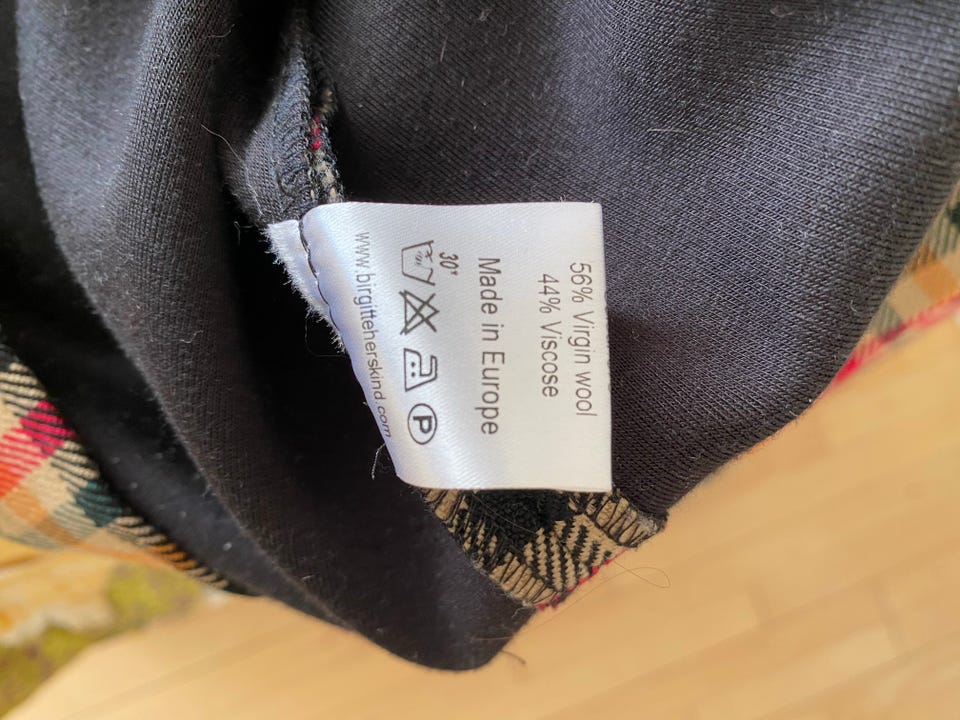 56% Virgin wool
44% Viscose
Made in Europe
30°
P
www.birgitteherskind.com